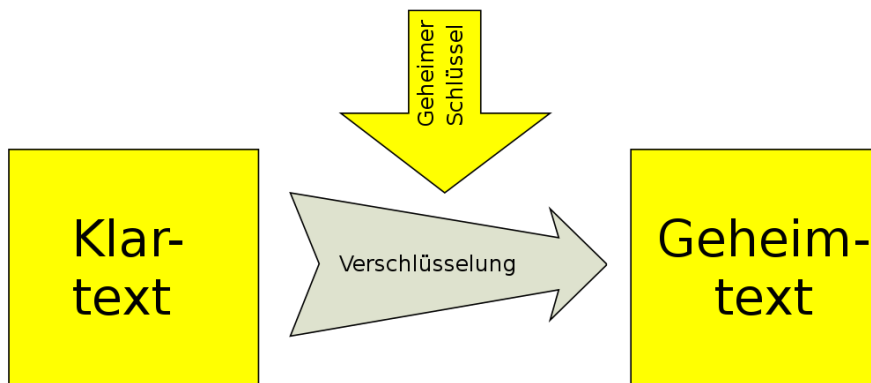 Geheimer
Schlüssel
Klar-
text
Verschlüsselung
Geheim-
text